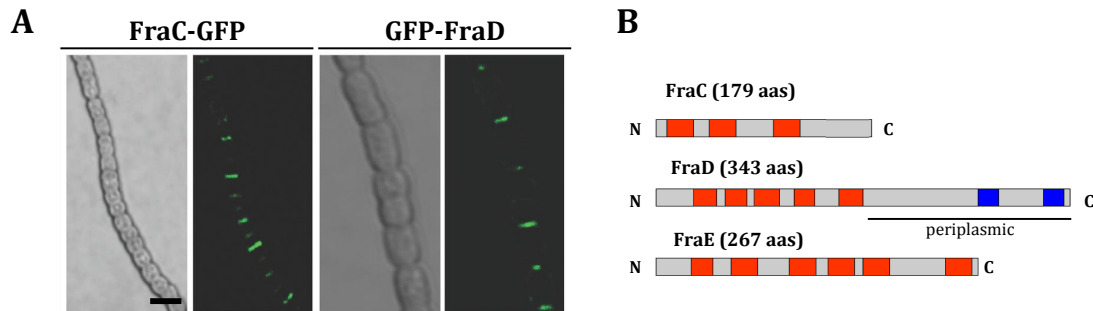 A
FraC-GFP
GFP-FraD
B
FraC (179 aas)
N
C
FraD (343 aas)
N
C
periplasmic
FraE (267 aas)
N
C